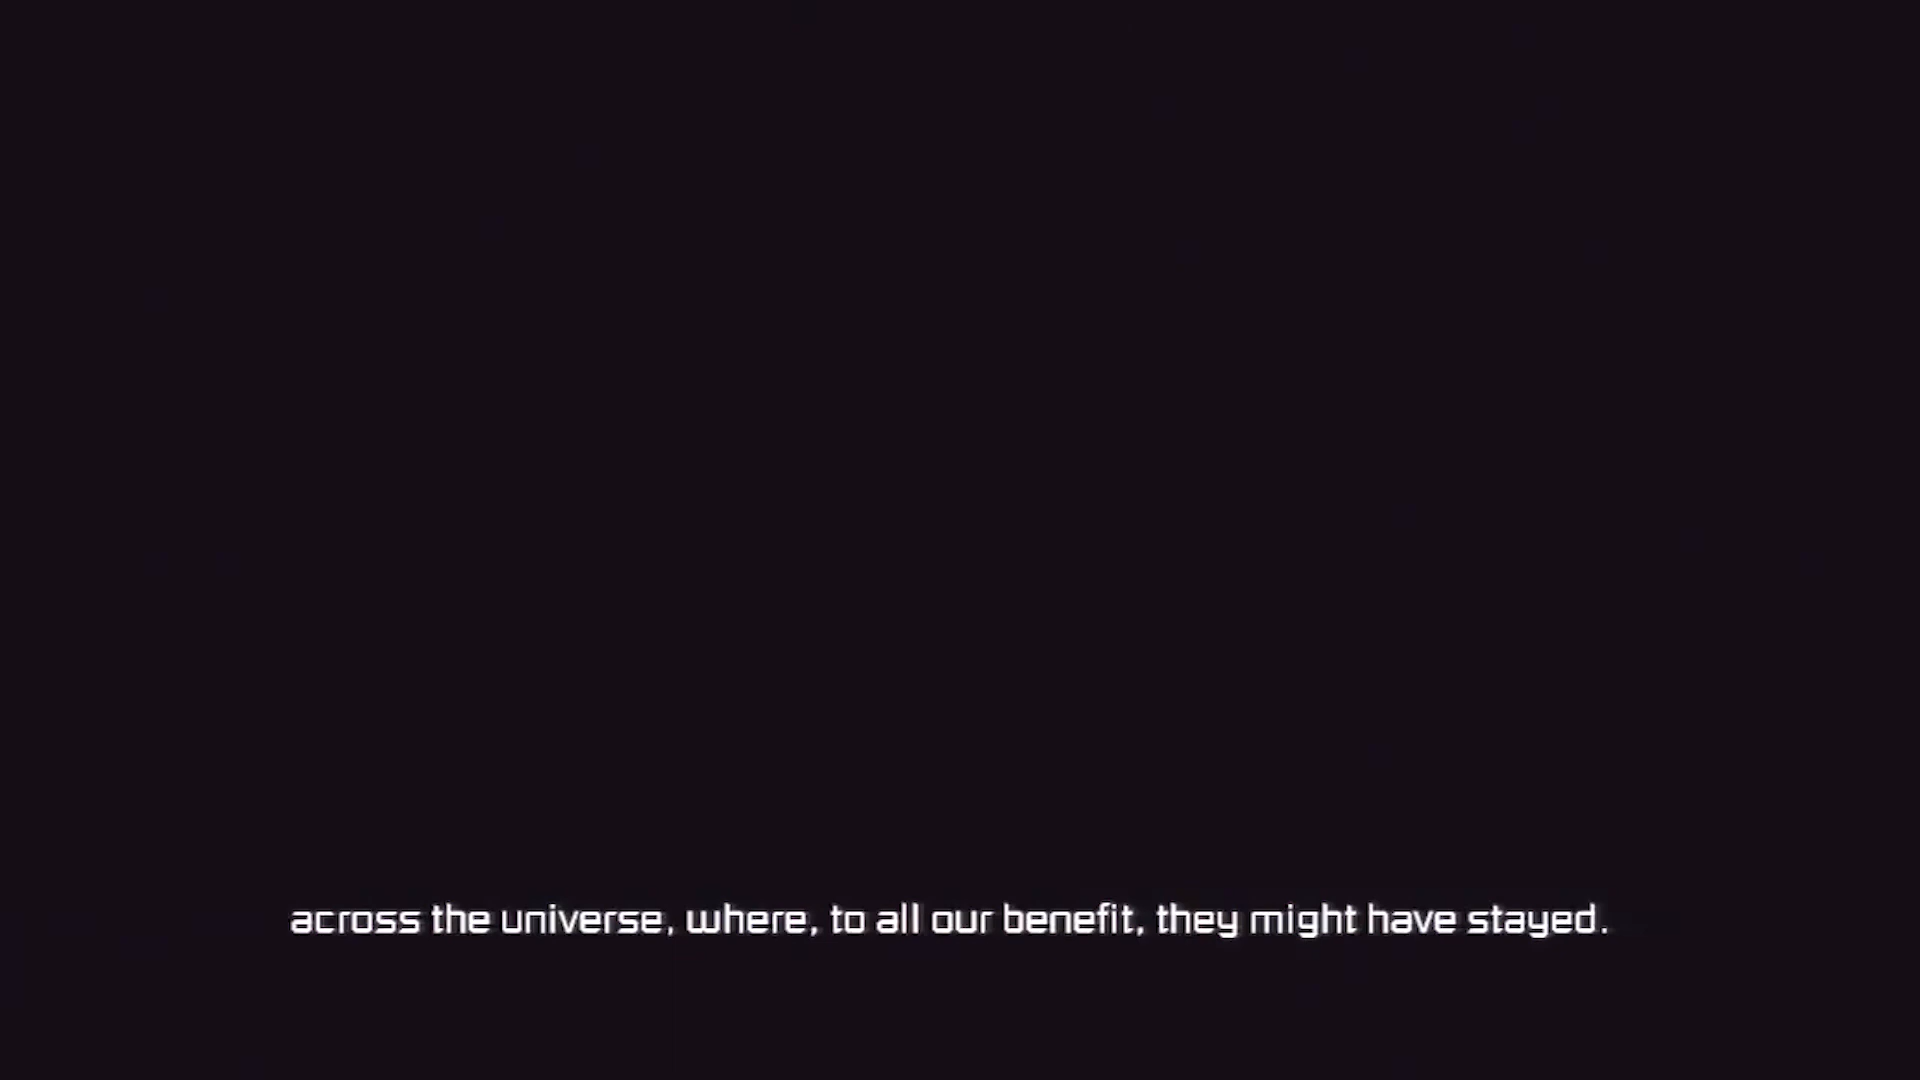 across the universe, where, to all our benefit, they might have stayed.